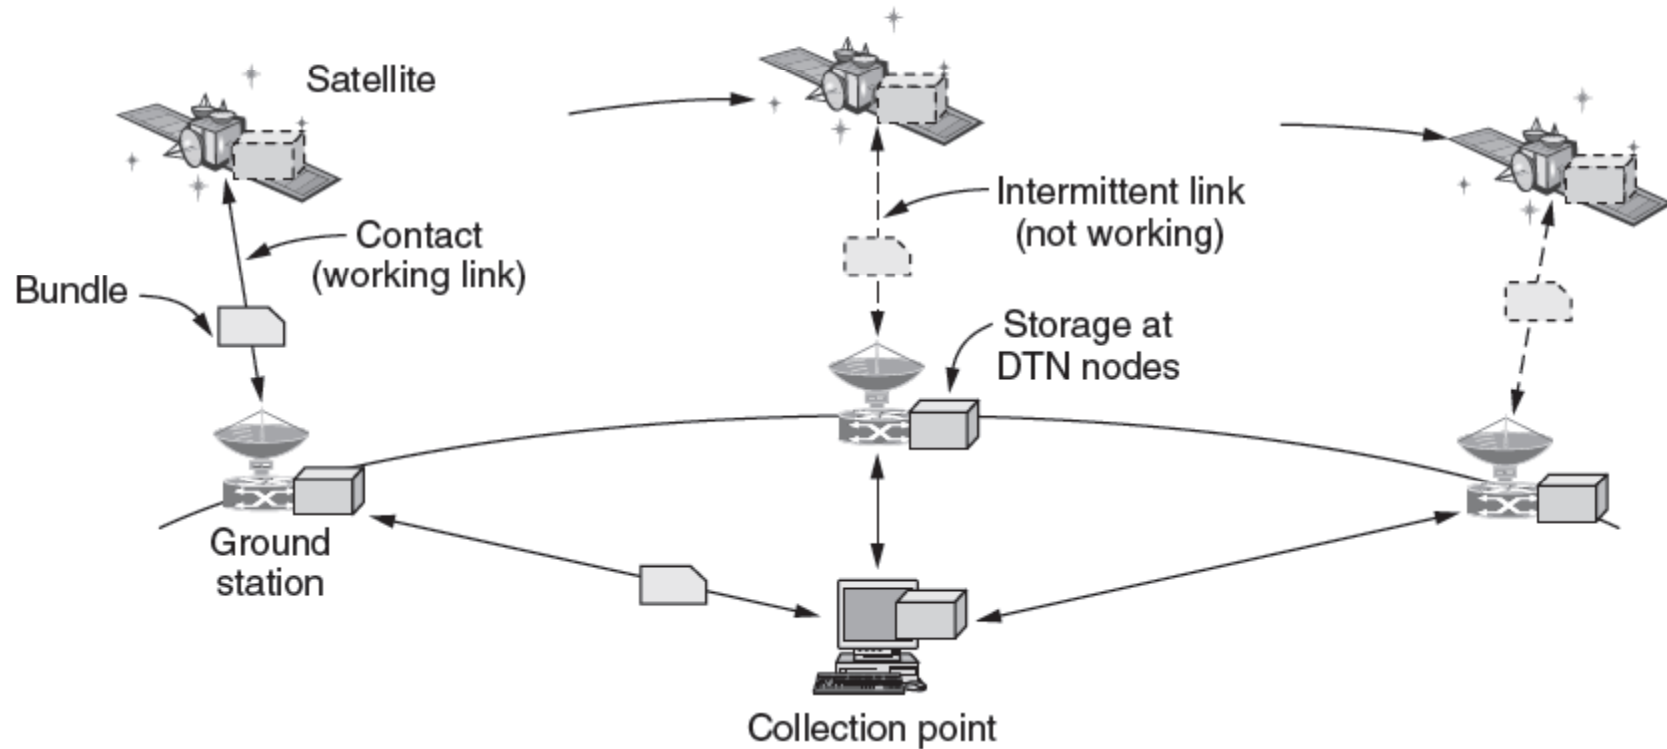 Satellite
Contact
(working link)
Bundle
Intermittent link
(not working)
Storage at
DTN nodes
Ground
station
Collection point